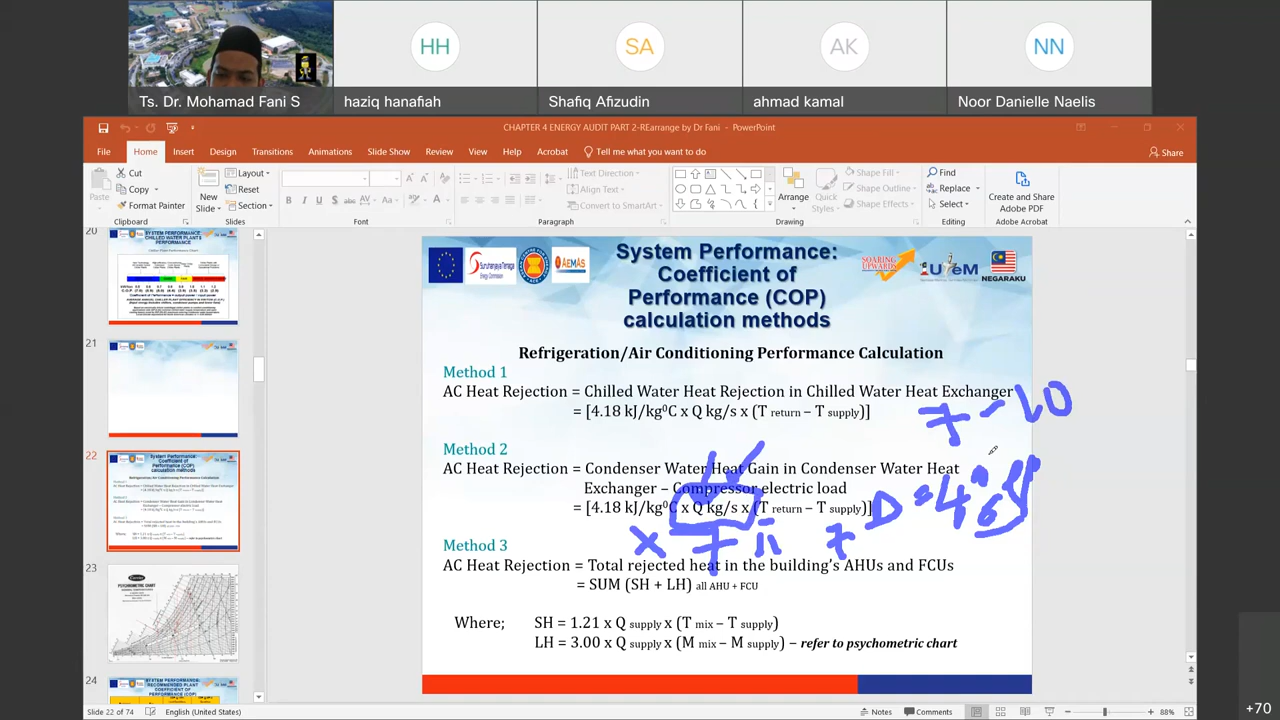 HH
SA
AK
NN
Ts. Dr. Mohamad Fani S
haziq hanafiah
Shafiq Afizudin
ahmad kamal
Noor Danielle Naelis
CHAPTER 4 ENERGY AUDIT PART 2-REarrange by Dr Fani - PowerPoint
File
Home
Insert
Design
Transitions
Animations
Slide Show
Review
View
Help
Acrobat
Tell me what you want to do
Share
Paste
Cut
Copy
Format Painter
Clipboard
New Slide
Layout
Reset
Section
Slides
Font
Text Direction
Align Text
Convert to SmartArt
Paragraph
Arrange
Quick Styles
Shape Fill
Shape Outline
Shape Effects
Drawing
Find
Replace
Select
Editing
Create and Share Adobe PDF
Adobe Acrobat
20
21
22
23
24
System Performance:
Coefficient of
Performance (COP)
calculation methods
Suruhanjaya Tenaga
Energy Commission
AEMAS
SOARING UPWARDS
UTeM
NEGARAKU
Refrigeration/Air Conditioning Performance Calculation
Method 1
AC Heat Rejection = Chilled Water Heat Rejection in Chilled Water Heat Exchanger
= [4.18 kJ/kg⁰C x Q kg/s x (T return – T supply)]
7-10
Method 2
AC Heat Rejection = Condenser Water Heat Gain in Condenser Water Heat
= [4.18 kJ/kg⁰C x Q kg/s x (T return – T supply)]
Method 3
AC Heat Rejection = Total rejected heat in the building's AHUs and FCUs
= SUM (SH + LH) all AHU + FCU
Where; SH = 1.21 x Q supply x (T mix – T supply)
LH = 3.00 x Q supply x (M mix – M supply) – refer to psychometric chart
Slide 22 of 74
English (United States)
Notes
Comments
88%
+70